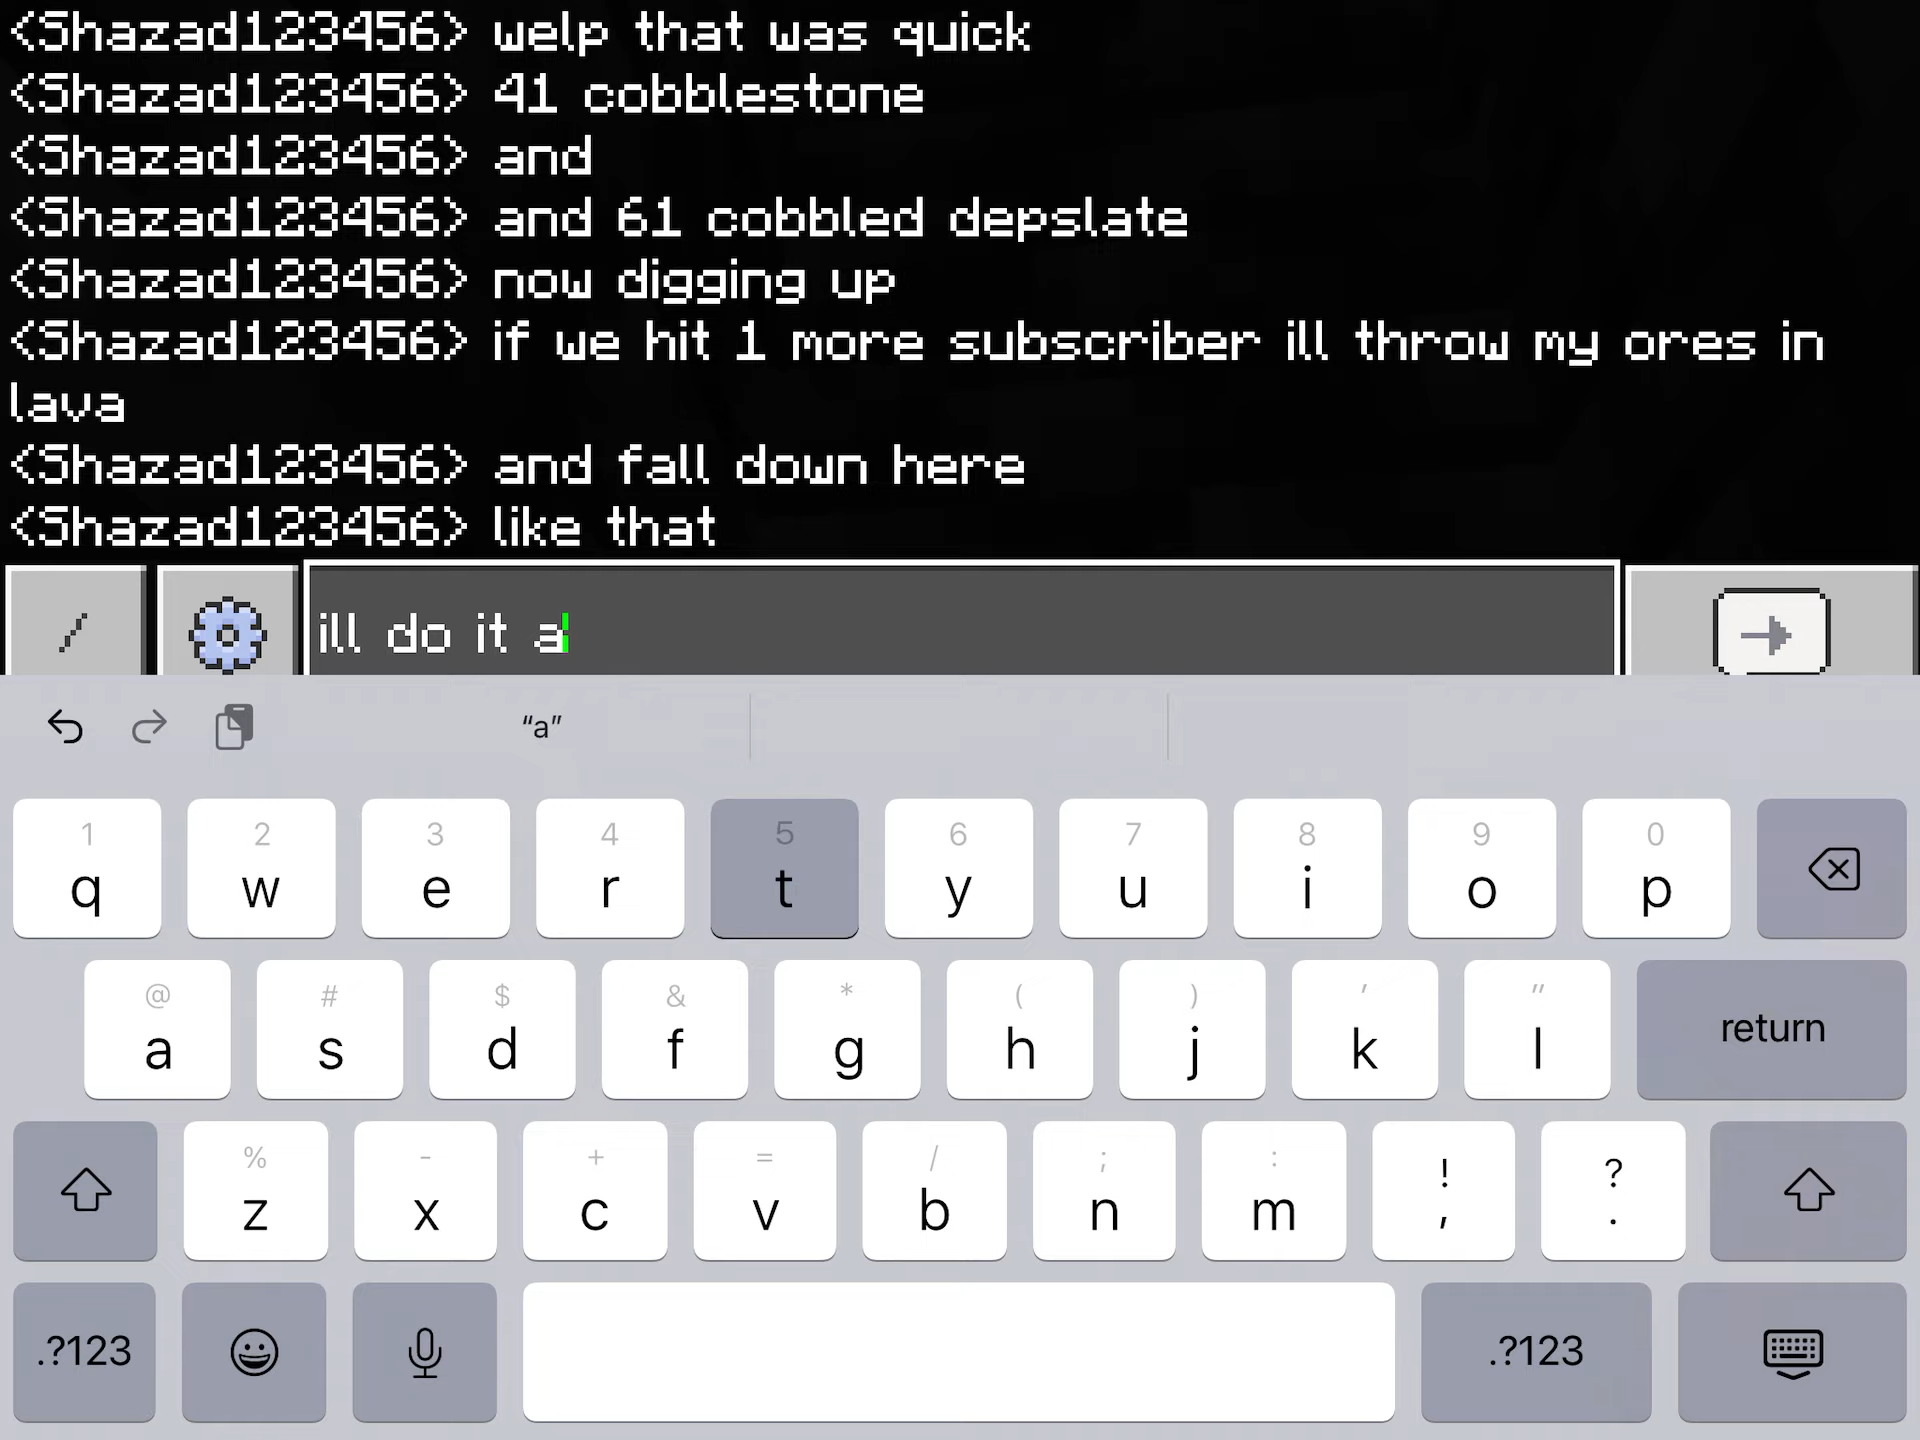 <Shazad123456> welp that was quick
<Shazad123456> 41 cobblestone
<Shazad123456> and
<Shazad123456> and 61 cobbled depslate
<Shazad123456> now digging up
<Shazad123456> if we hit 1 more subscriber ill throw my ores in
lava
<Shazad123456> and fall down here
<Shazad123456> like that
/ ill do it a
“a”
1 2 3 4 5 6 7 8 9 0
q w e r t y u i o p
@ # $ & * ( ) ' "
a s d f g h j k l return
% - + = / ; : ! ?
z x c v b n m , .
.?123 .?123